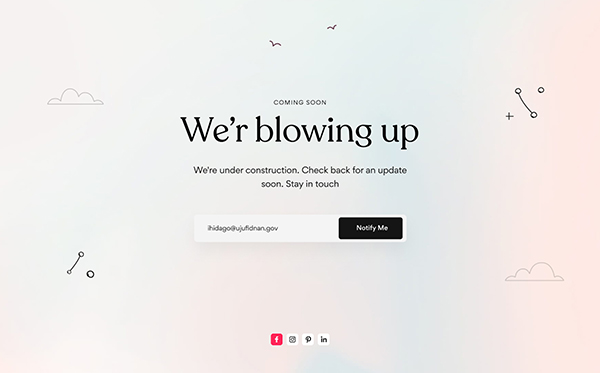 COMING SOON
We'r blowing up
We're under construction. Check back for an update
soon. Stay in touch
ihidago@ujufidnan.gov
Notify Me